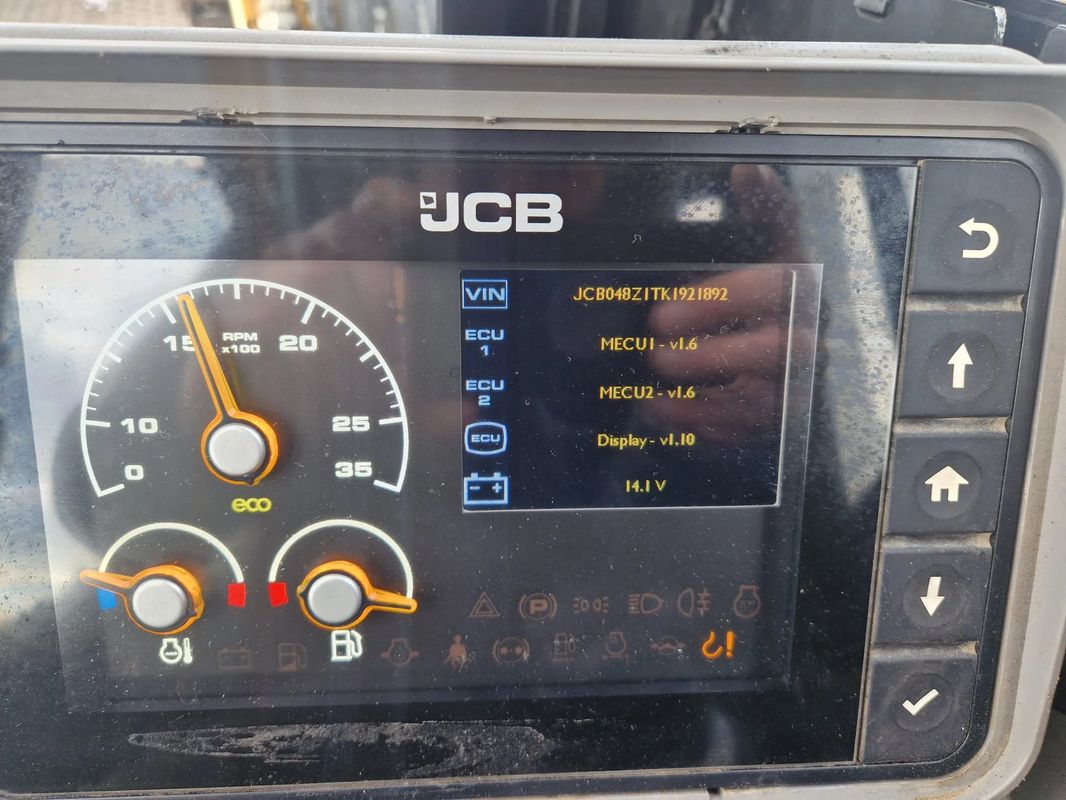 JCB
VIN JCB048Z1TK1921892
ECU 1 MECU1 - v1.6
ECU 2 MECU2 - v1.6
ECU Display - v1.10
14.1 V
15 RPM x100 20
10 25
0 35
eco
P